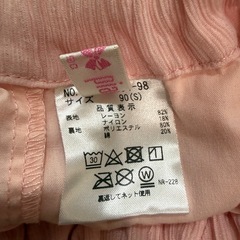 pie
NO. -98
サイズ 90(S)
品質表示
レーヨン 82%
ナイロン 18%
裏地 ポリエステル 80%
綿 20%
30
W
NR-228
裏返してネット使用